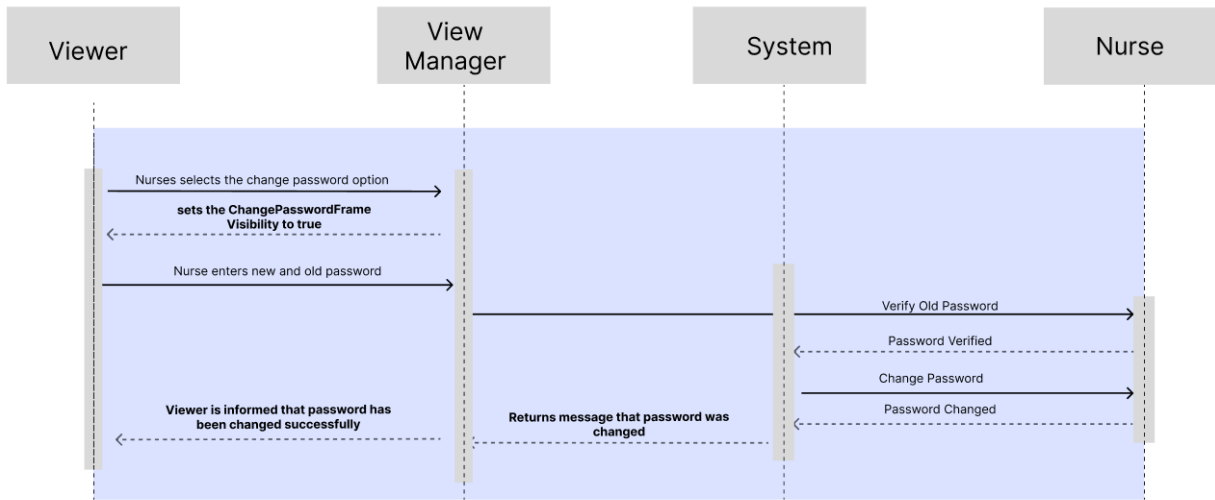 Viewer
View
Manager
System
Nurse
Nurses selects the change password option
sets the ChangePasswordFrame
Visibility to true
Nurse enters new and old password
Verify Old Password
Password Verified
Change Password
Password Changed
Viewer is informed that password has
been changed successfully
Returns message that password was
changed